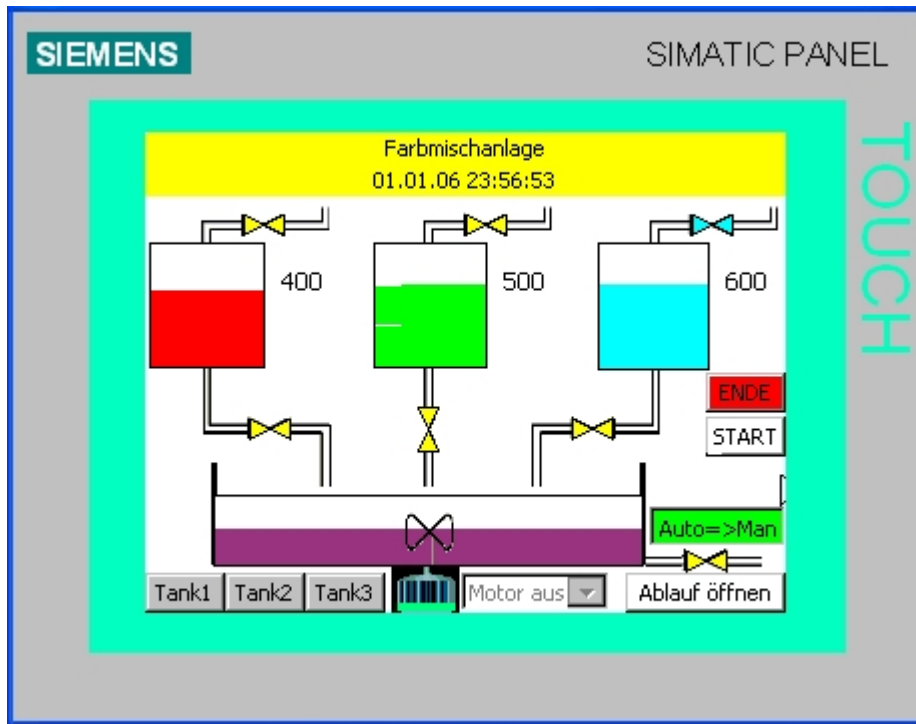 SIEMENS
SIMATIC PANEL
TOUCH
Farbmischanlage
01.01.06 23:56:53
400
500
600
ENDE
START
Auto=>Man
Tank1
Tank2
Tank3
Motor aus
Ablauf öffnen